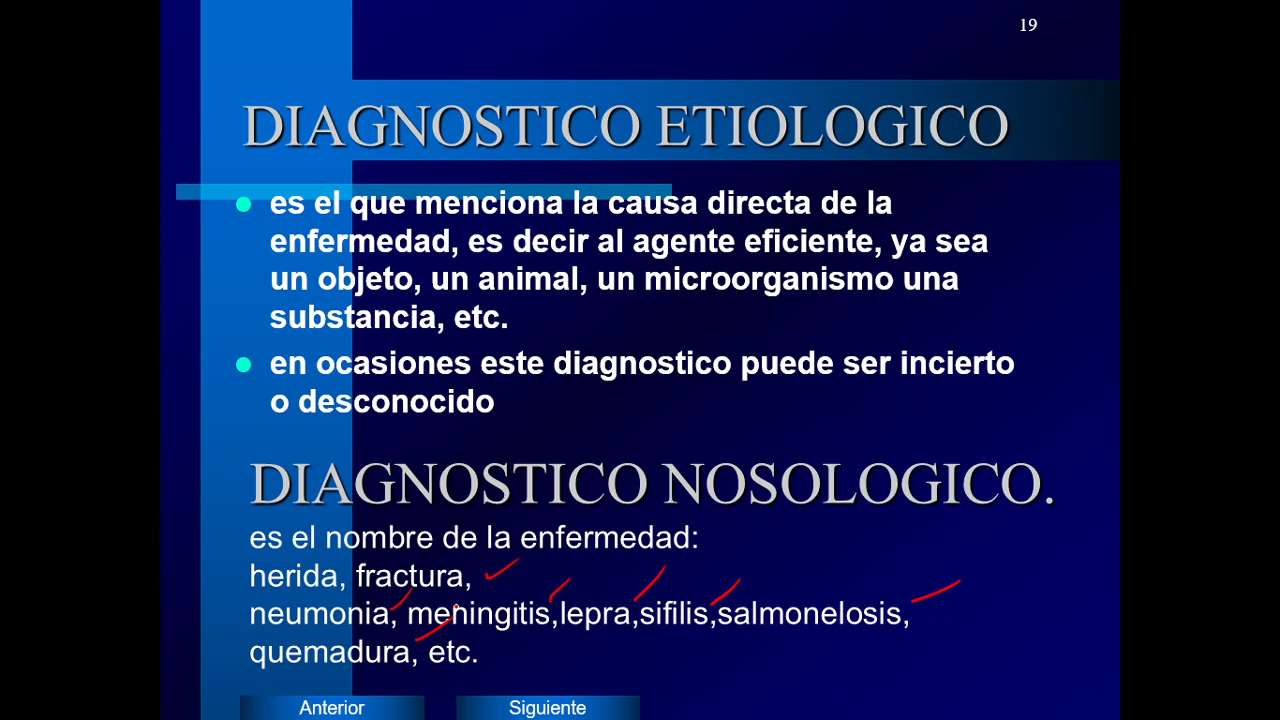 19
DIAGNOSTICO ETIOLOGICO
es el que menciona la causa directa de la
enfermedad, es decir al agente eficiente, ya sea
un objeto, un animal, un microorganismo una
substancia, etc.
en ocasiones este diagnostico puede ser incierto
o desconocido
DIAGNOSTICO NOSOLOGICO.
es el nombre de la enfermedad:
herida, fractura,
neumonia, meningitis,lepra,sifilis,salmonelosis,
quemadura, etc.
Anterior
Siguiente